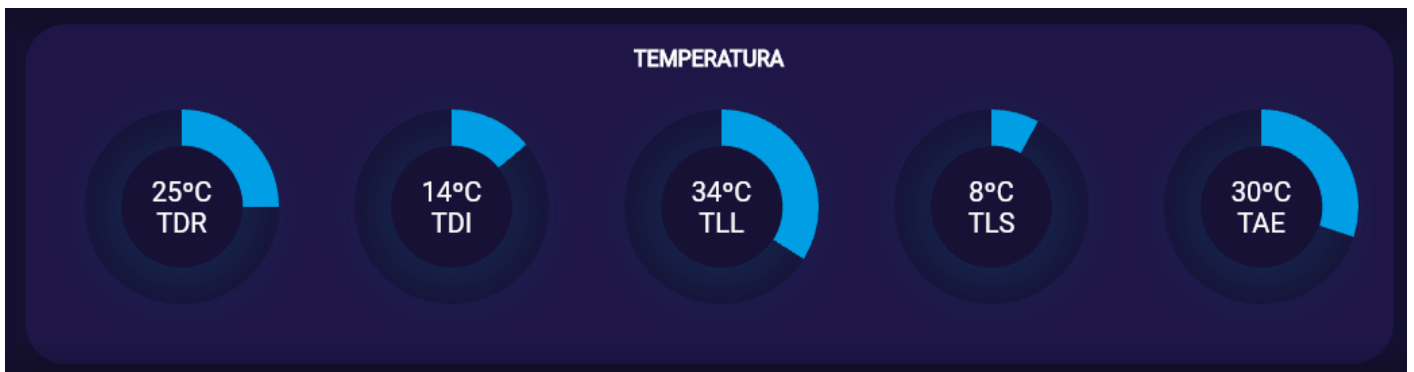 TEMPERATURA
25ºC
TDR
14ºC
TDI
34ºC
TLL
8ºC
TLS
30ºC
TAE